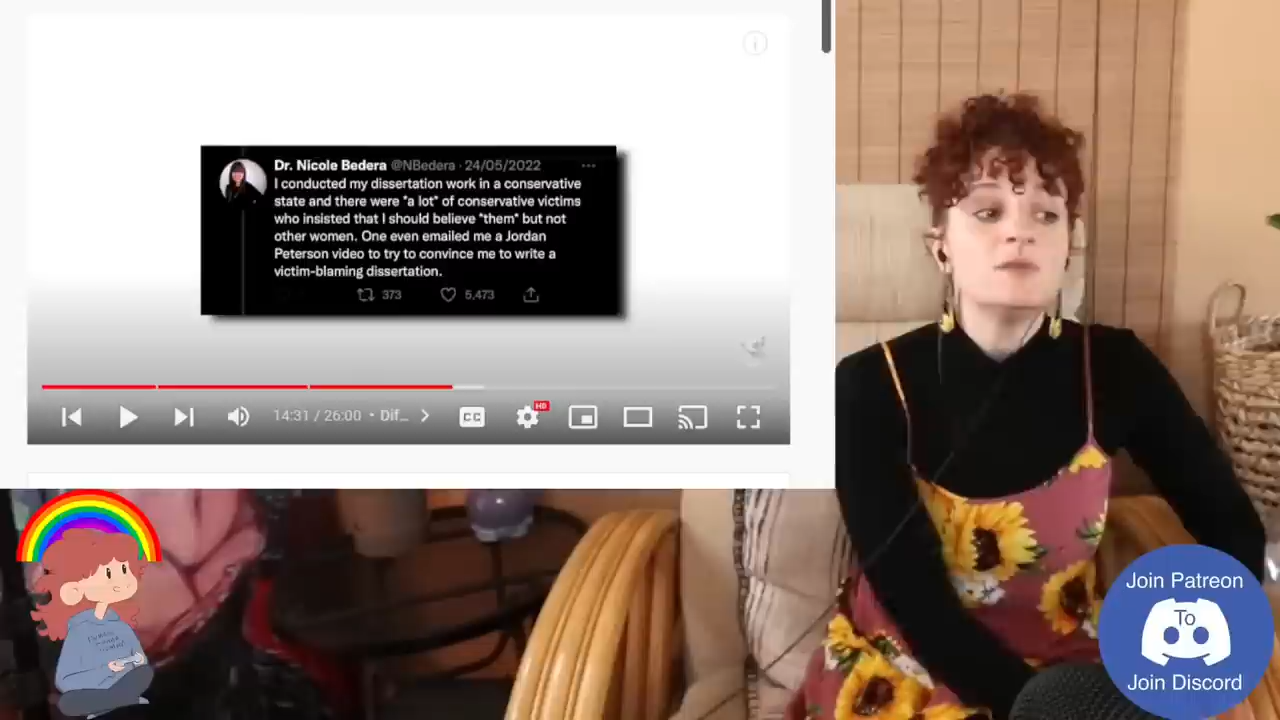 Dr. Nicole Bedera @NBedera · 24/05/2022
I conducted my dissertation work in a conservative
state and there were *a lot* of conservative victims
who insisted that I should believe *them* but not
other women. One even emailed me a Jordan
Peterson video to try to convince me to write a
victim-blaming dissertation.
373 5,473
14:31 / 26:00 • Dif... CC HD
Join Patreon
To
Join Discord